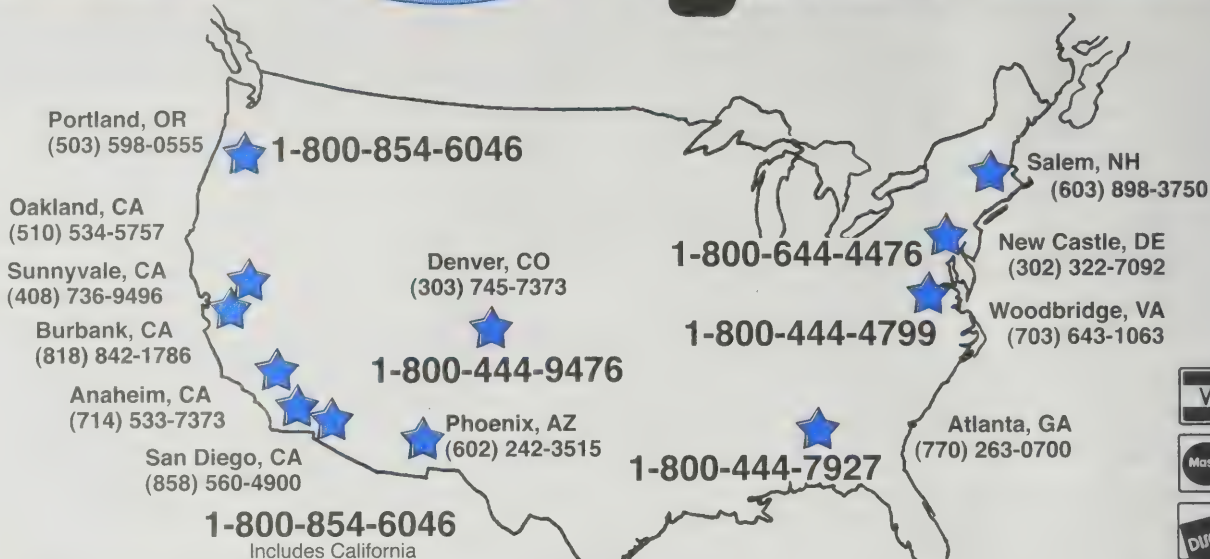 Portland, OR
(503) 598-0555
1-800-854-6046
Oakland, CA
(510) 534-5757
Sunnyvale, CA
(408) 736-9496
Burbank, CA
(818) 842-1786
Anaheim, CA
(714) 533-7373
San Diego, CA
(858) 560-4900
1-800-854-6046
Includes California
Denver, CO
(303) 745-7373
1-800-444-9476
Phoenix, AZ
(602) 242-3515
Salem, NH
(603) 898-3750
1-800-644-4476
New Castle, DE
(302) 322-7092
1-800-444-4799
Woodbridge, VA
(703) 643-1063
1-800-444-7927
Atlanta, GA
(770) 263-0700